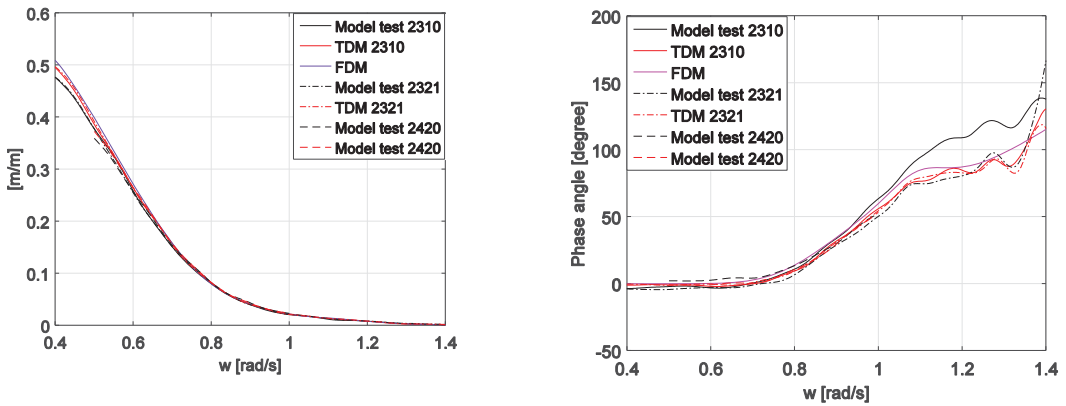 0.6
0.5
0.4
0.3
0.2
0.1
0
[m/m]
0.4
0.6
0.8
1
1.2
1.4
w [rad/s]
Model test 2310
TDM 2310
FDM
Model test 2321
TDM 2321
Model test 2420
Model test 2420
200
150
100
50
0
-50
Phase angle [degree]
0.4
0.6
0.8
1
1.2
1.4
w [rad/s]
Model test 2310
TDM 2310
FDM
Model test 2321
TDM 2321
Model test 2420
Model test 2420